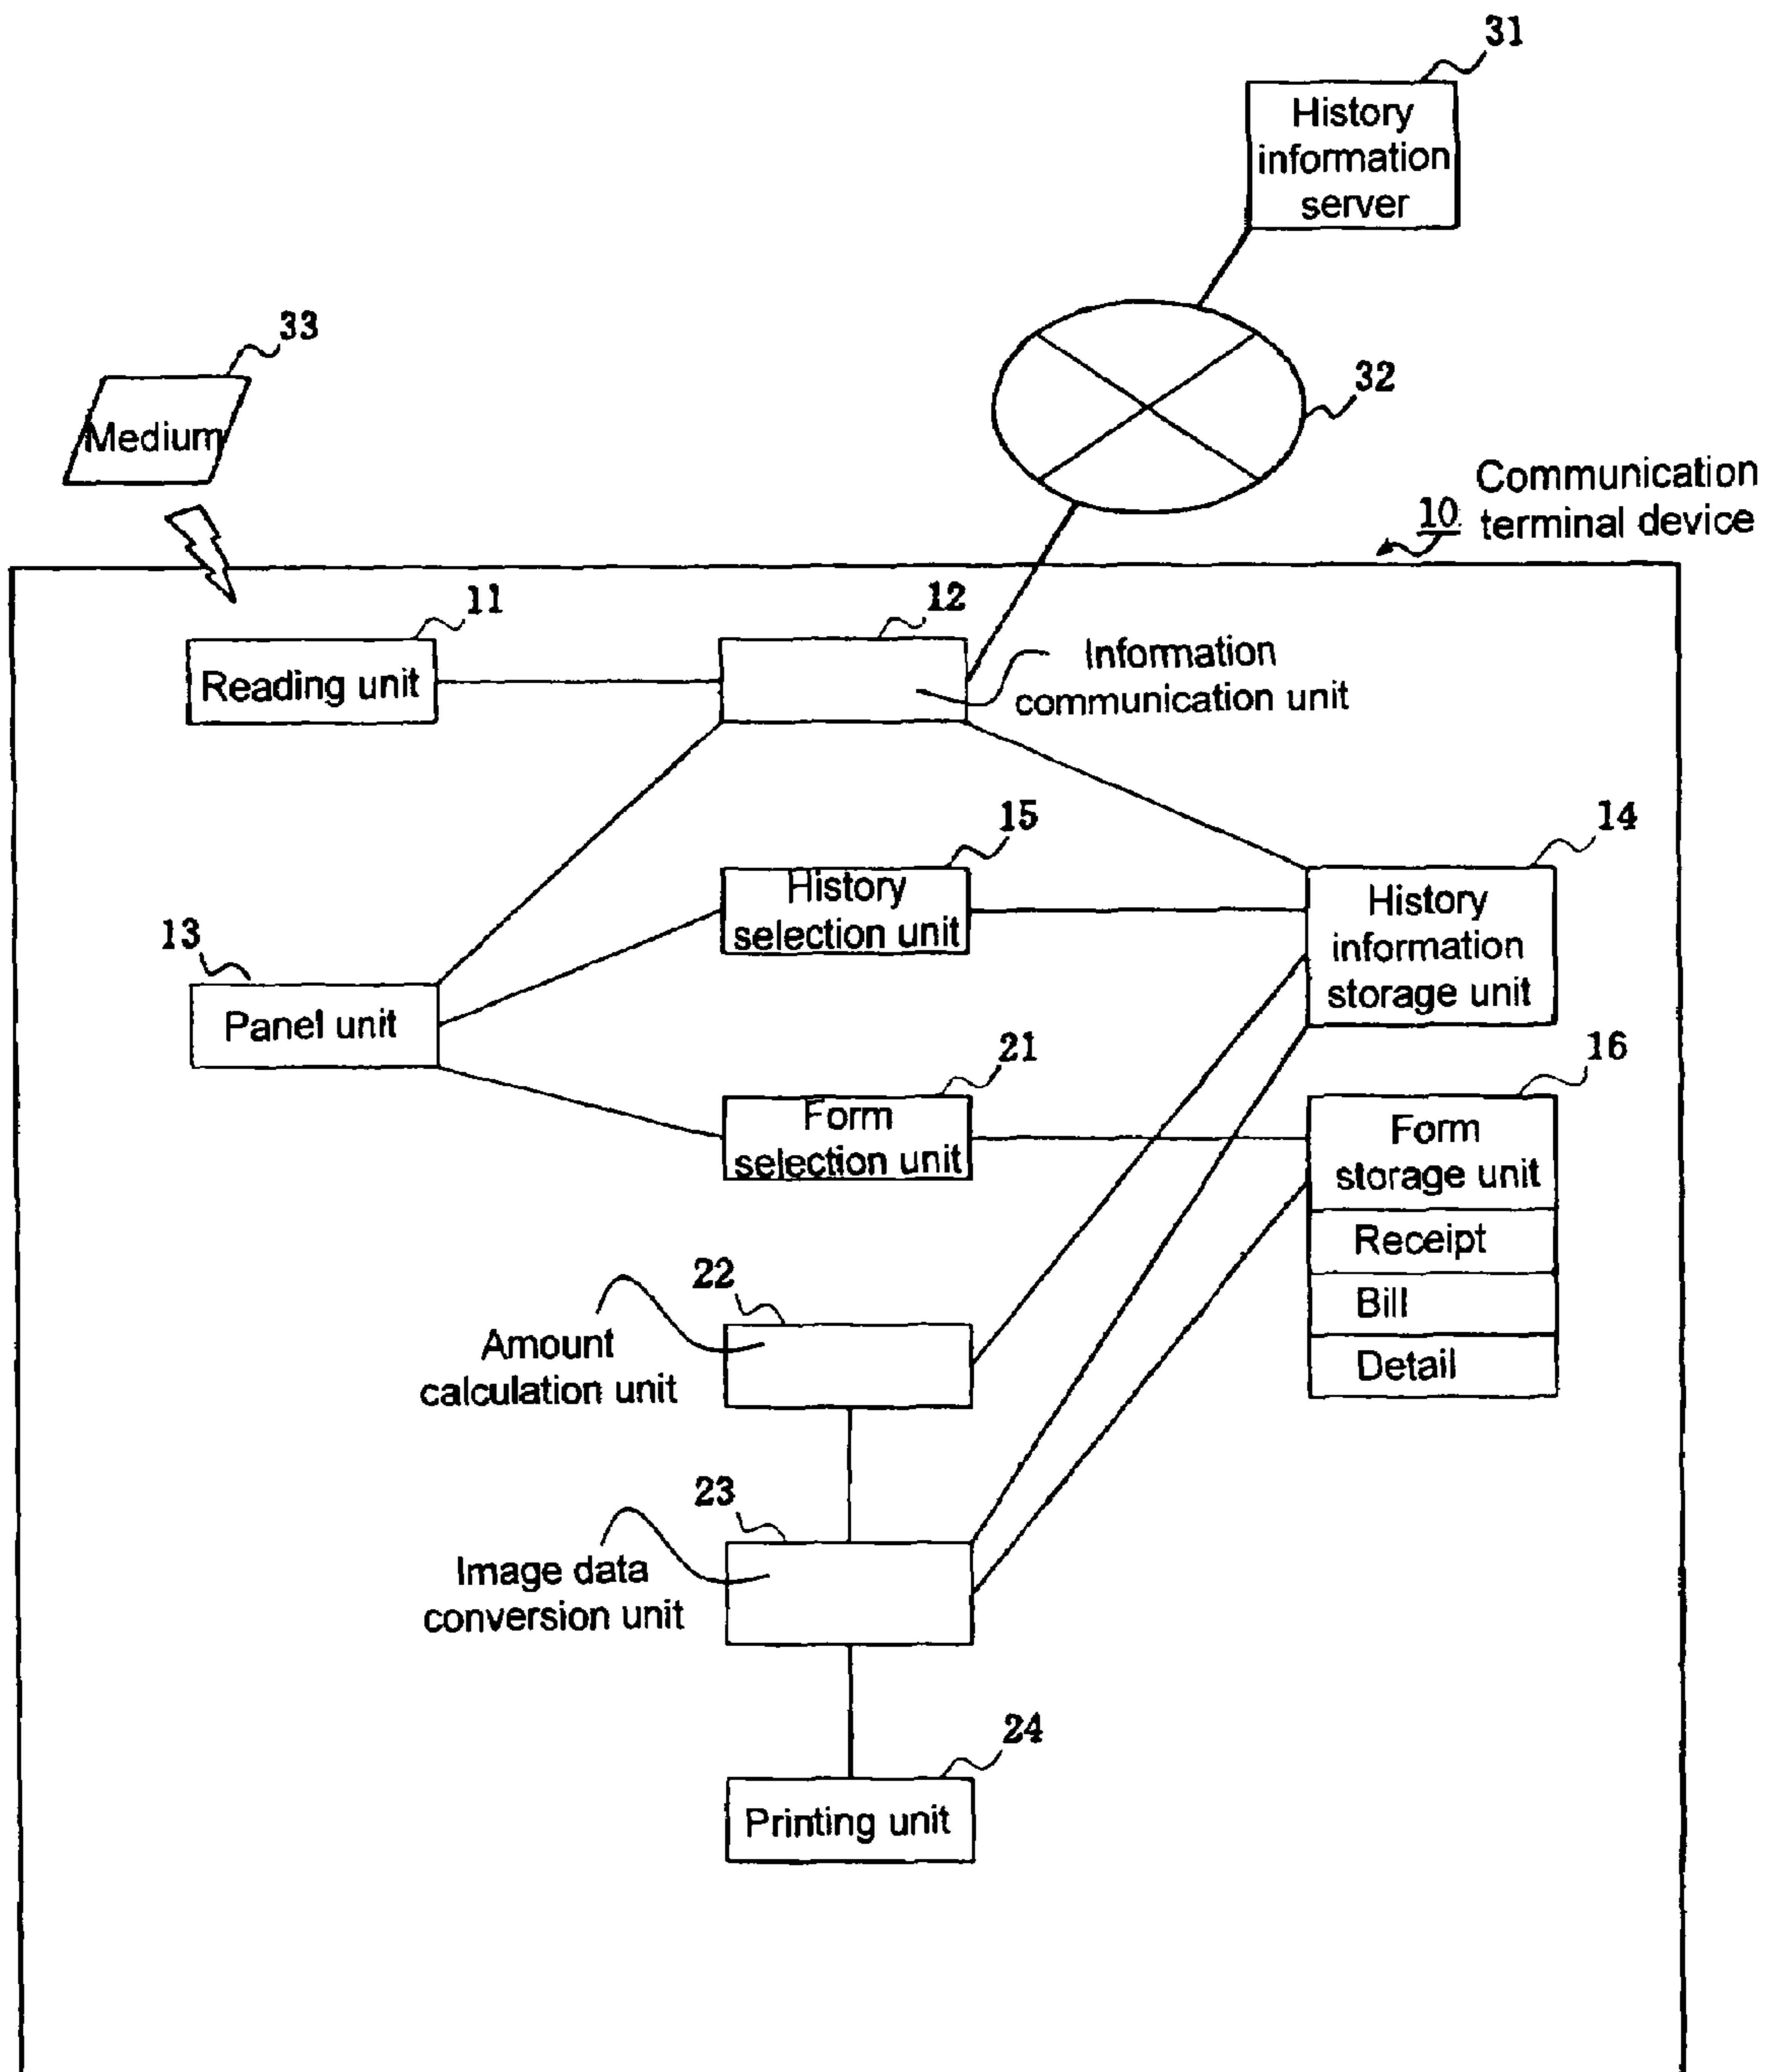 31
History
information
server
33
32
Medium
Communication
10 terminal device
11
12
Reading unit
Information
communication unit
15
14
History
selection unit
History
information
storage unit
13
Panel unit
21
16
Form
selection unit
Form
storage unit
Receipt
Bill
Detail
22
Amount
calculation unit
23
Image data
conversion unit
24
Printing unit